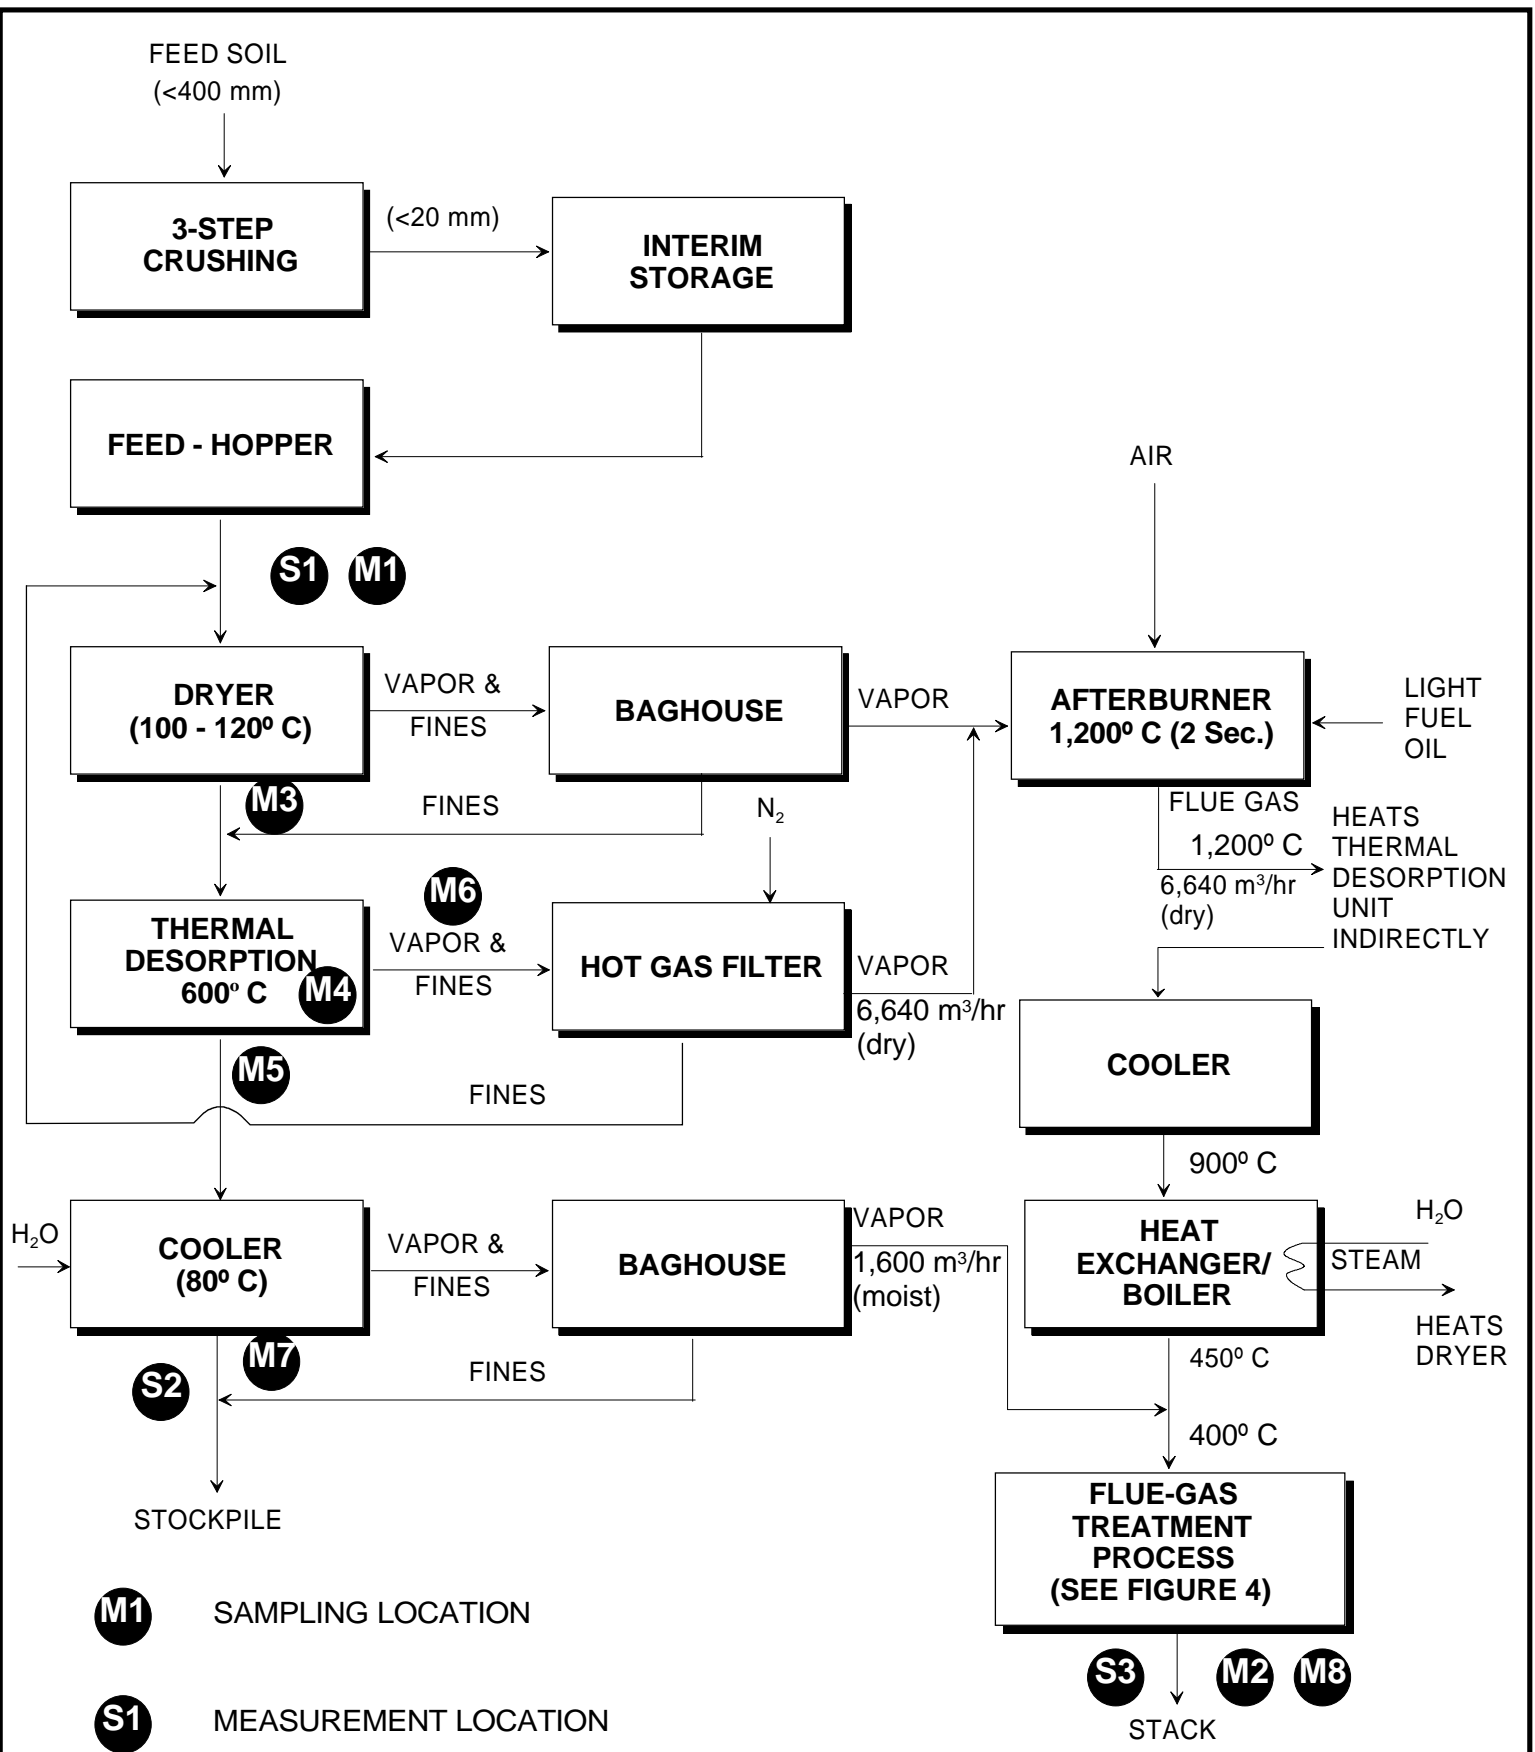 FEED SOIL
(<400 mm)
3-STEP
CRUSHING
(<20 mm)
INTERIM
STORAGE
FEED - HOPPER
AIR
S1 M1
DRYER
(100 - 120º C)
VAPOR &
FINES
BAGHOUSE
VAPOR
AFTERBURNER
1,200º C (2 Sec.)
LIGHT
FUEL
OIL
M3
FINES
N₂
FLUE GAS
1,200º C
6,640 m³/hr
(dry)
HEATS
THERMAL
DESORPTION
UNIT
INDIRECTLY
M6
THERMAL
DESORPTION
600º C
M4
VAPOR &
FINES
HOT GAS FILTER
VAPOR
6,640 m³/hr
(dry)
COOLER
M5
FINES
900º C
H₂O
COOLER
(80º C)
VAPOR &
FINES
BAGHOUSE
VAPOR
1,600 m³/hr
(moist)
HEAT
EXCHANGER/
BOILER
H₂O
STEAM
HEATS
DRYER
M7
S2
FINES
450º C
400º C
STOCKPILE
FLUE-GAS
TREATMENT
PROCESS
(SEE FIGURE 4)
M1 SAMPLING LOCATION
S3 M2 M8
S1 MEASUREMENT LOCATION
STACK